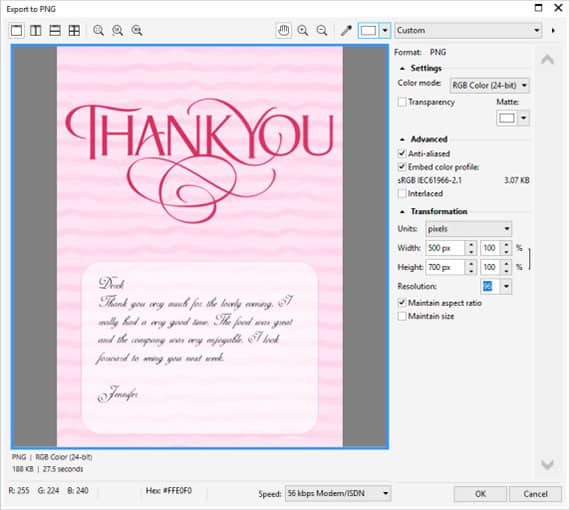 Export to PNG
Custom
Format: PNG
Settings
Color mode: RGB Color (24-bit)
Transparency Matte:
Advanced
Anti-aliased
Embed color profile:
sRGB IEC61966-2.1 3.07 KB
Interlaced
Transformation
Units: pixels
Width: 500 px 100 %
Height: 700 px 100 %
Resolution: 96
Maintain aspect ratio
Maintain size
THANK YOU
Derek
Thank you very much for the lovely evening. I
really had a very good time. The food was great
and the company was very enjoyable. I look
forward to seeing you next week.
Jennifer
PNG | RGB Color (24-bit)
188 KB | 27.5 seconds
R: 255 G: 224 B: 240 Hex: #FFE0F0
Speed: 56 kbps Modem/ISDN
OK Cancel